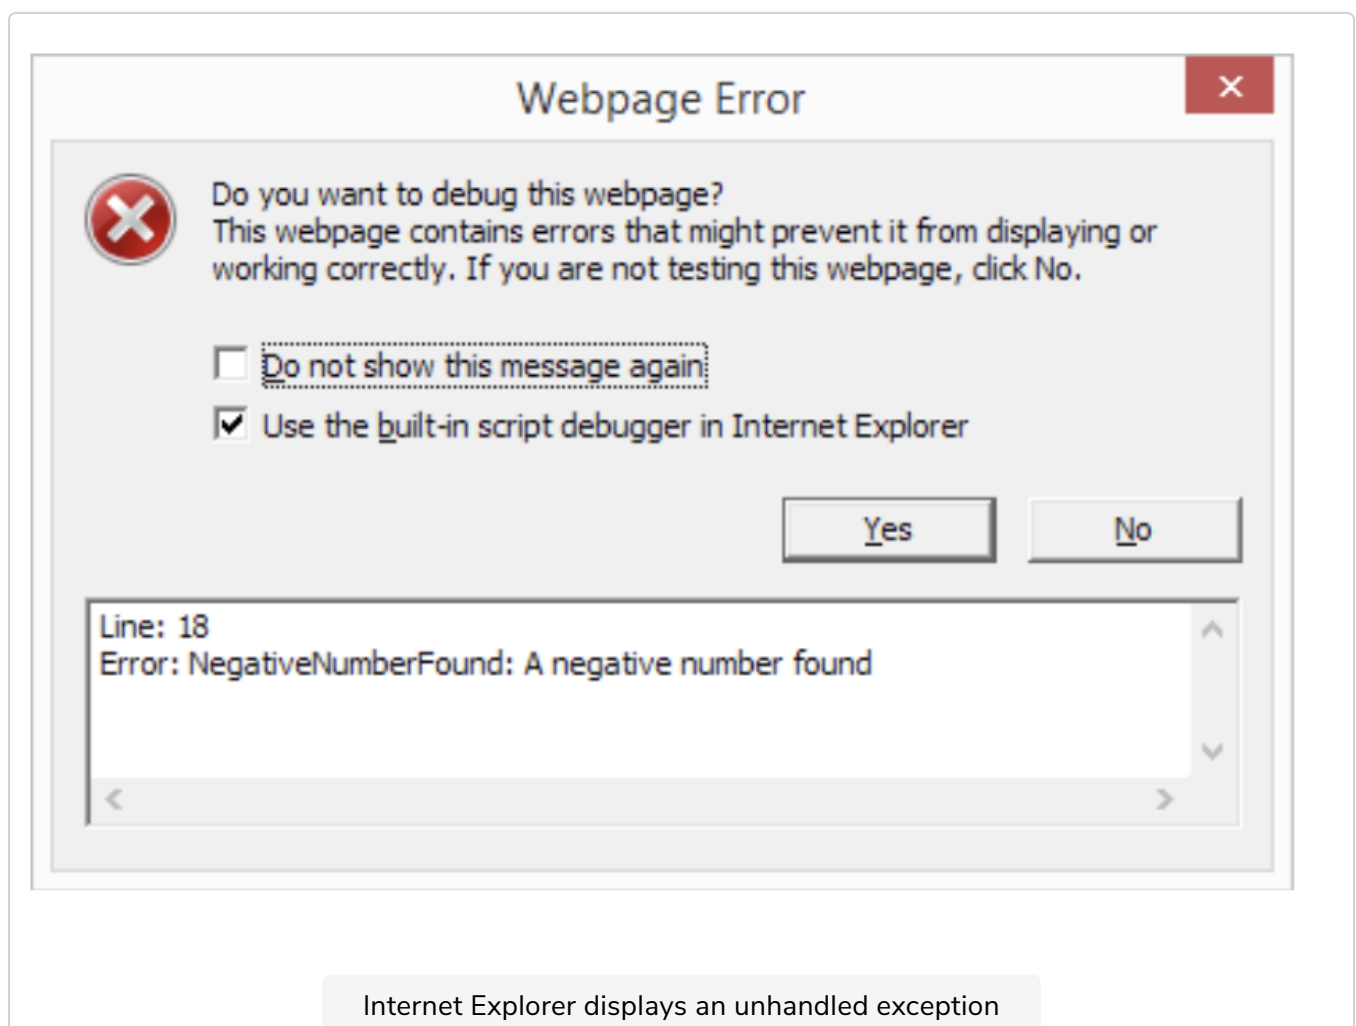 Webpage Error
Do you want to debug this webpage?
This webpage contains errors that might prevent it from displaying or
working correctly. If you are not testing this webpage, click No.
Do not show this message again
Use the built-in script debugger in Internet Explorer
Yes No
Line: 18
Error: NegativeNumberFound: A negative number found
Internet Explorer displays an unhandled exception